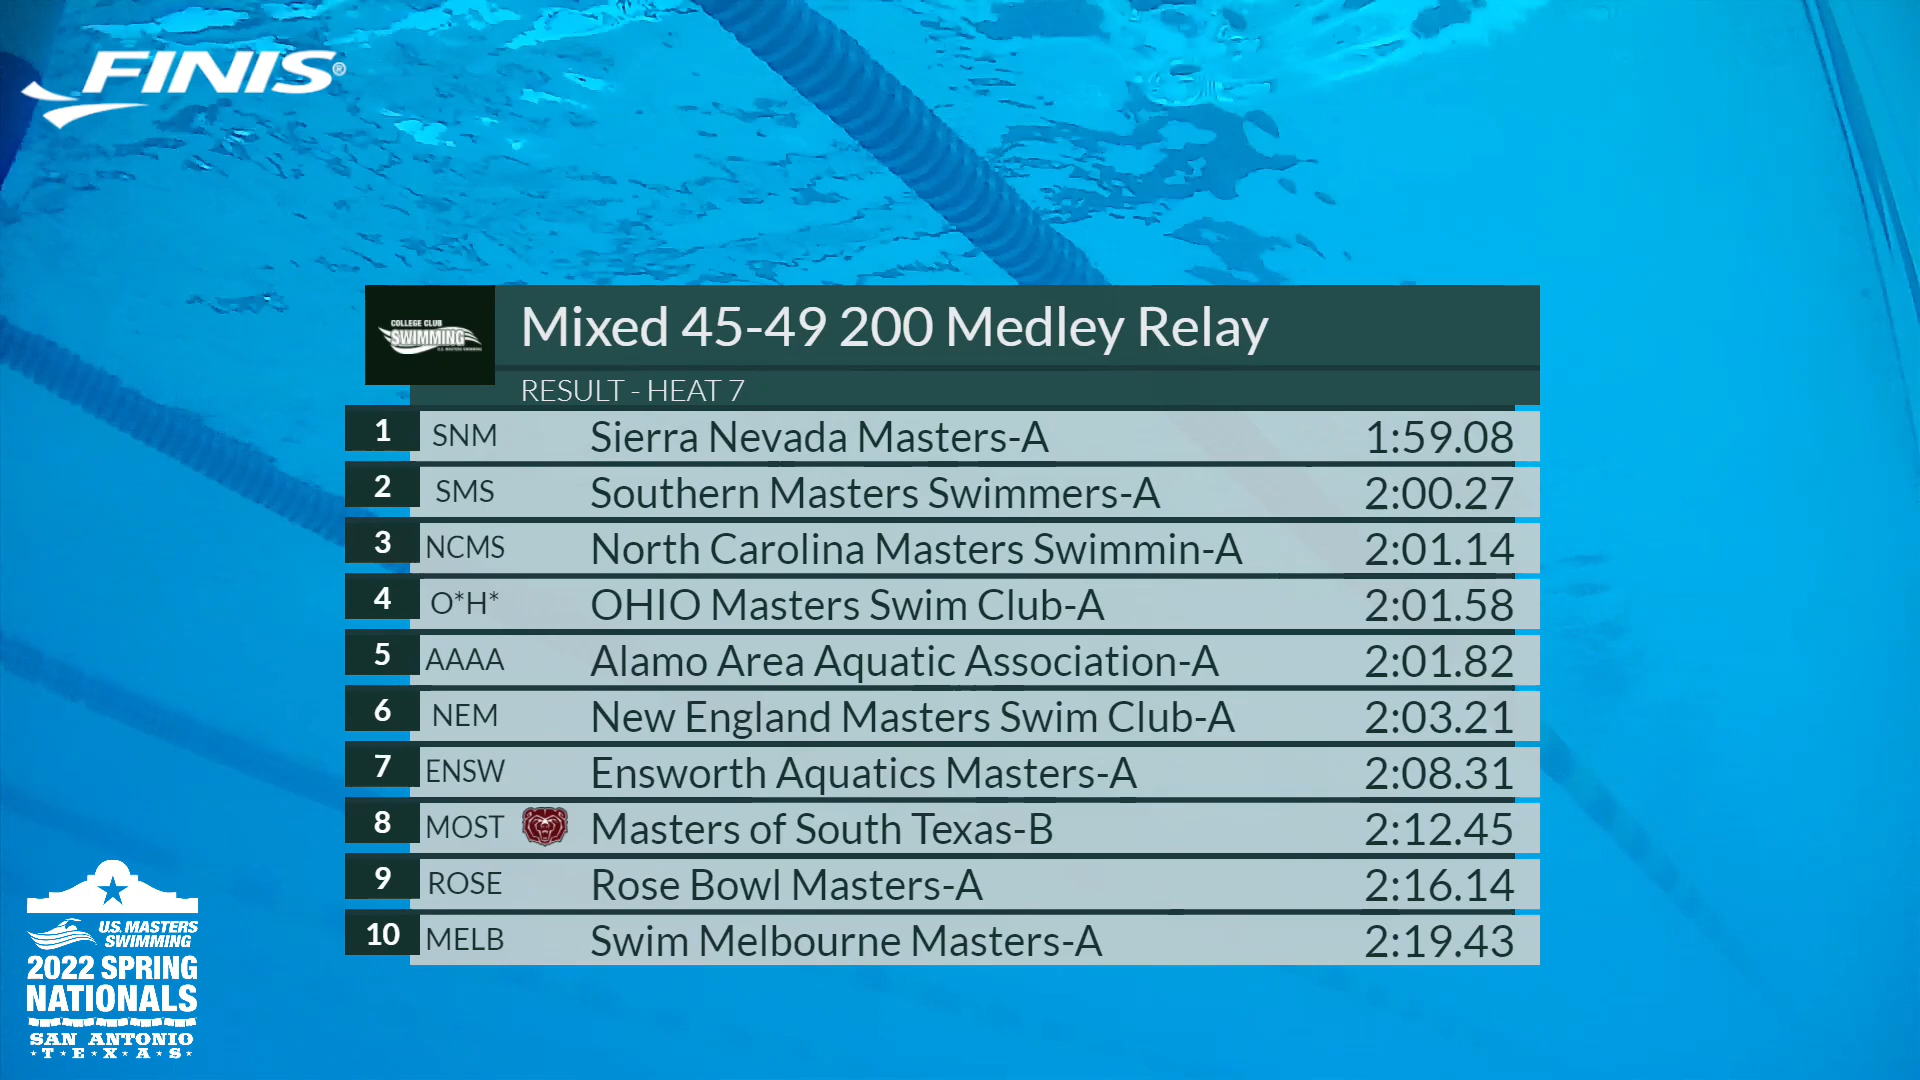 FINIS®
COLLEGE CLUB
SWIMMING
U.S. MASTERS SWIMMING
Mixed 45-49 200 Medley Relay
RESULT - HEAT 7
1 SNM Sierra Nevada Masters-A 1:59.08
2 SMS Southern Masters Swimmers-A 2:00.27
3 NCMS North Carolina Masters Swimmin-A 2:01.14
4 O*H* OHIO Masters Swim Club-A 2:01.58
5 AAAA Alamo Area Aquatic Association-A 2:01.82
6 NEM New England Masters Swim Club-A 2:03.21
7 ENSW Ensworth Aquatics Masters-A 2:08.31
8 MOST Masters of South Texas-B 2:12.45
9 ROSE Rose Bowl Masters-A 2:16.14
10 MELB Swim Melbourne Masters-A 2:19.43
U.S. MASTERS
SWIMMING
2022 SPRING
NATIONALS
SAN ANTONIO
T·E·X·A·S